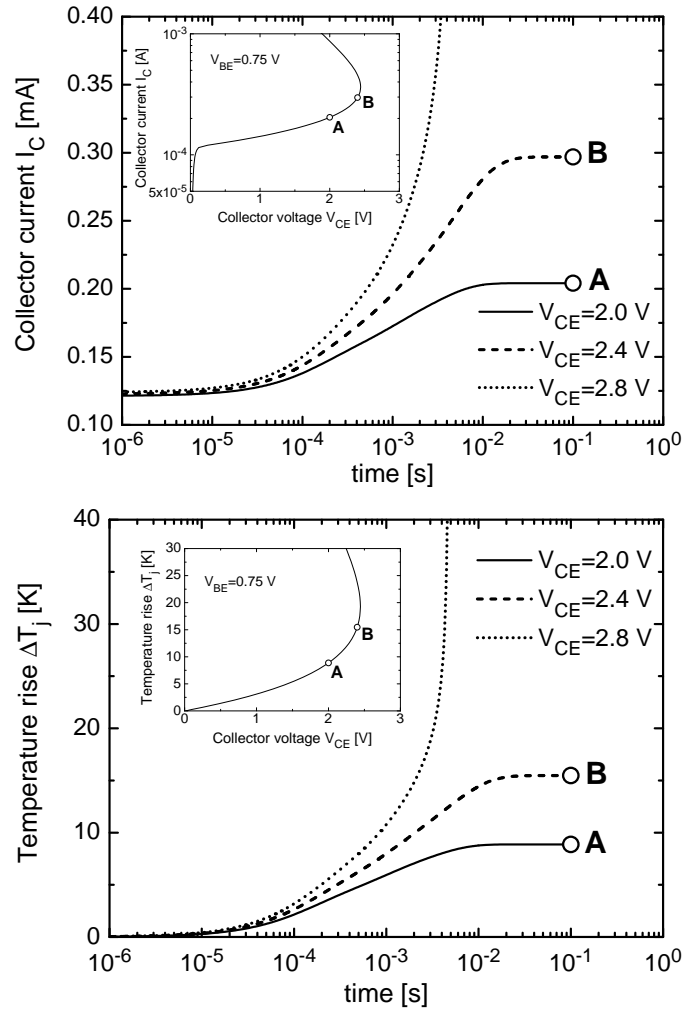 0.40
0.35
0.30
0.25
0.20
0.15
0.10
Collector current I_C [mA]
10^-6
10^-5
10^-4
10^-3
10^-2
10^-1
10^0
time [s]
V_BE=0.75 V
10^-3
10^-4
5x10^-5
Collector current I_C [A]
0
1
2
3
Collector voltage V_CE [V]
A
B
B
A
V_CE=2.0 V
V_CE=2.4 V
V_CE=2.8 V
40
30
20
10
0
Temperature rise ΔT_j [K]
10^-6
10^-5
10^-4
10^-3
10^-2
10^-1
10^0
time [s]
V_BE=0.75 V
30
25
20
15
10
5
0
Temperature rise ΔT_j [K]
0
1
2
3
Collector voltage V_CE [V]
A
B
V_CE=2.0 V
V_CE=2.4 V
V_CE=2.8 V
B
A